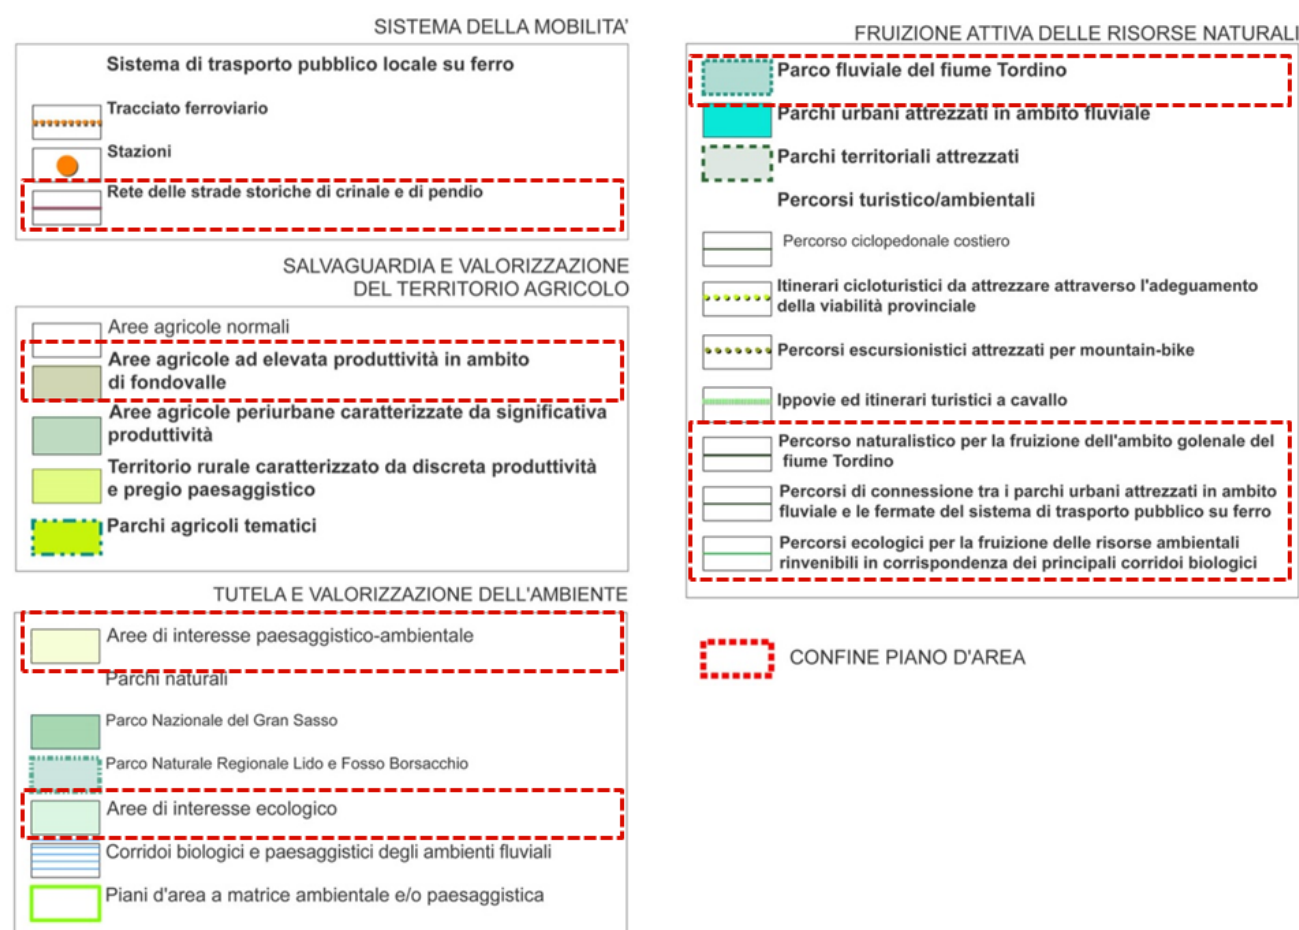 SISTEMA DELLA MOBILITA'
Sistema di trasporto pubblico locale su ferro
Tracciato ferroviario
Stazioni
Rete delle strade storiche di crinale e di pendio
SALVAGUARDIA E VALORIZZAZIONE
DEL TERRITORIO AGRICOLO
Aree agricole normali
Aree agricole ad elevata produttività in ambito
di fondovalle
Aree agricole periurbane caratterizzate da significativa
produttività
Territorio rurale caratterizzato da discreta produttività
e pregio paesaggistico
Parchi agricoli tematici
TUTELA E VALORIZZAZIONE DELL'AMBIENTE
Aree di interesse paesaggistico-ambientale
Parchi naturali
Parco Nazionale del Gran Sasso
Parco Naturale Regionale Lido e Fosso Borsacchio
Aree di interesse ecologico
Corridoi biologici e paesaggistici degli ambienti fluviali
Piani d'area a matrice ambientale e/o paesaggistica
FRUIZIONE ATTIVA DELLE RISORSE NATURALI
Parco fluviale del fiume Tordino
Parchi urbani attrezzati in ambito fluviale
Parchi territoriali attrezzati
Percorsi turistico/ambientali
Percorso ciclopedonale costiero
Itinerari cicloturistici da attrezzare attraverso l'adeguamento
della viabilità provinciale
Percorsi escursionistici attrezzati per mountain-bike
Ippovie ed itinerari turistici a cavallo
Percorso naturalistico per la fruizione dell'ambito golenale del
fiume Tordino
Percorsi di connessione tra i parchi urbani attrezzati in ambito
fluviale e le fermate del sistema di trasporto pubblico su ferro
Percorsi ecologici per la fruizione delle risorse ambientali
rinvenibili in corrispondenza dei principali corridoi biologici
CONFINE PIANO D'AREA